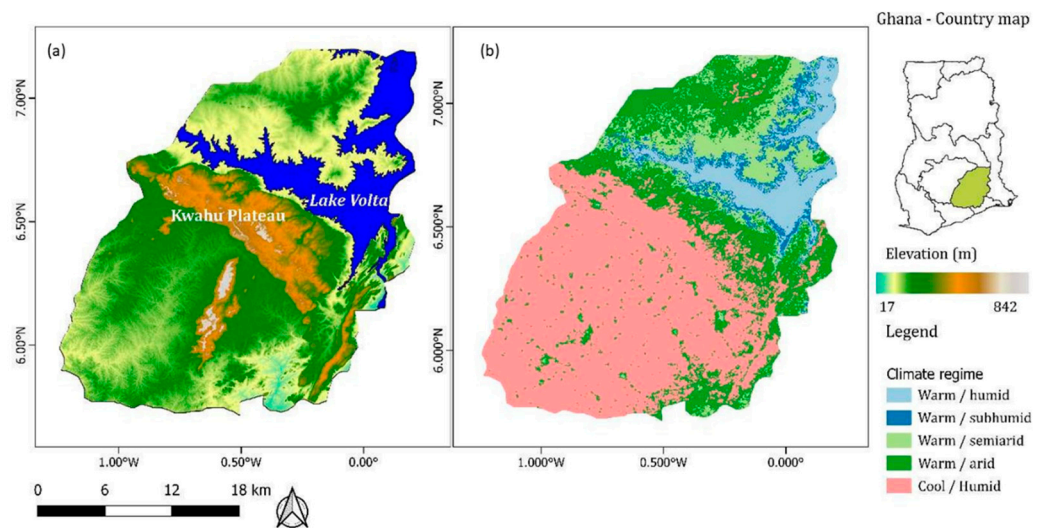 Ghana - Country map
(a)
(b)
7.00°N
6.50°N
6.00°N
Lake Volta
Kwahu Plateau
1.00°W
0.50°W
0.00°
0
6
12
18 km
7.000°N
6.500°N
6.000°N
1.000°W
0.500°W
0.000°
Elevation (m)
17
842
Legend
Climate regime
Warm / humid
Warm / subhumid
Warm / semiarid
Warm / arid
Cool / Humid